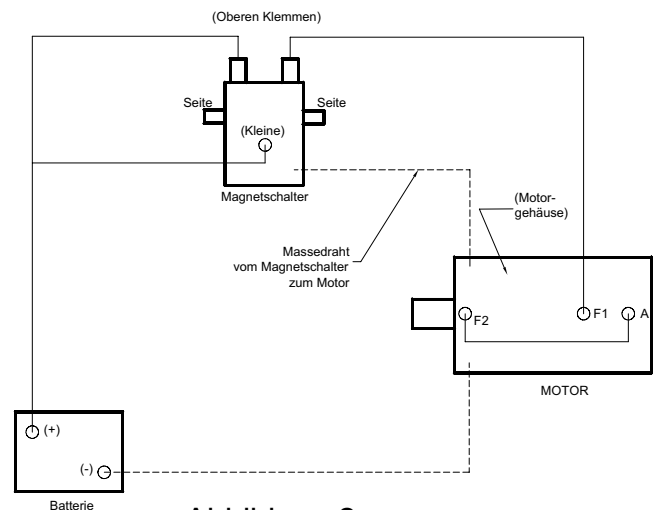 (Oberen Klemmen)
Seite
Seite
(Kleine)
Magnetschalter
(Motor-
gehäuse)
Massedraht
vom Magnetschalter
zum Motor
F2
F1
A
MOTOR
(+)
(-)
Batterie